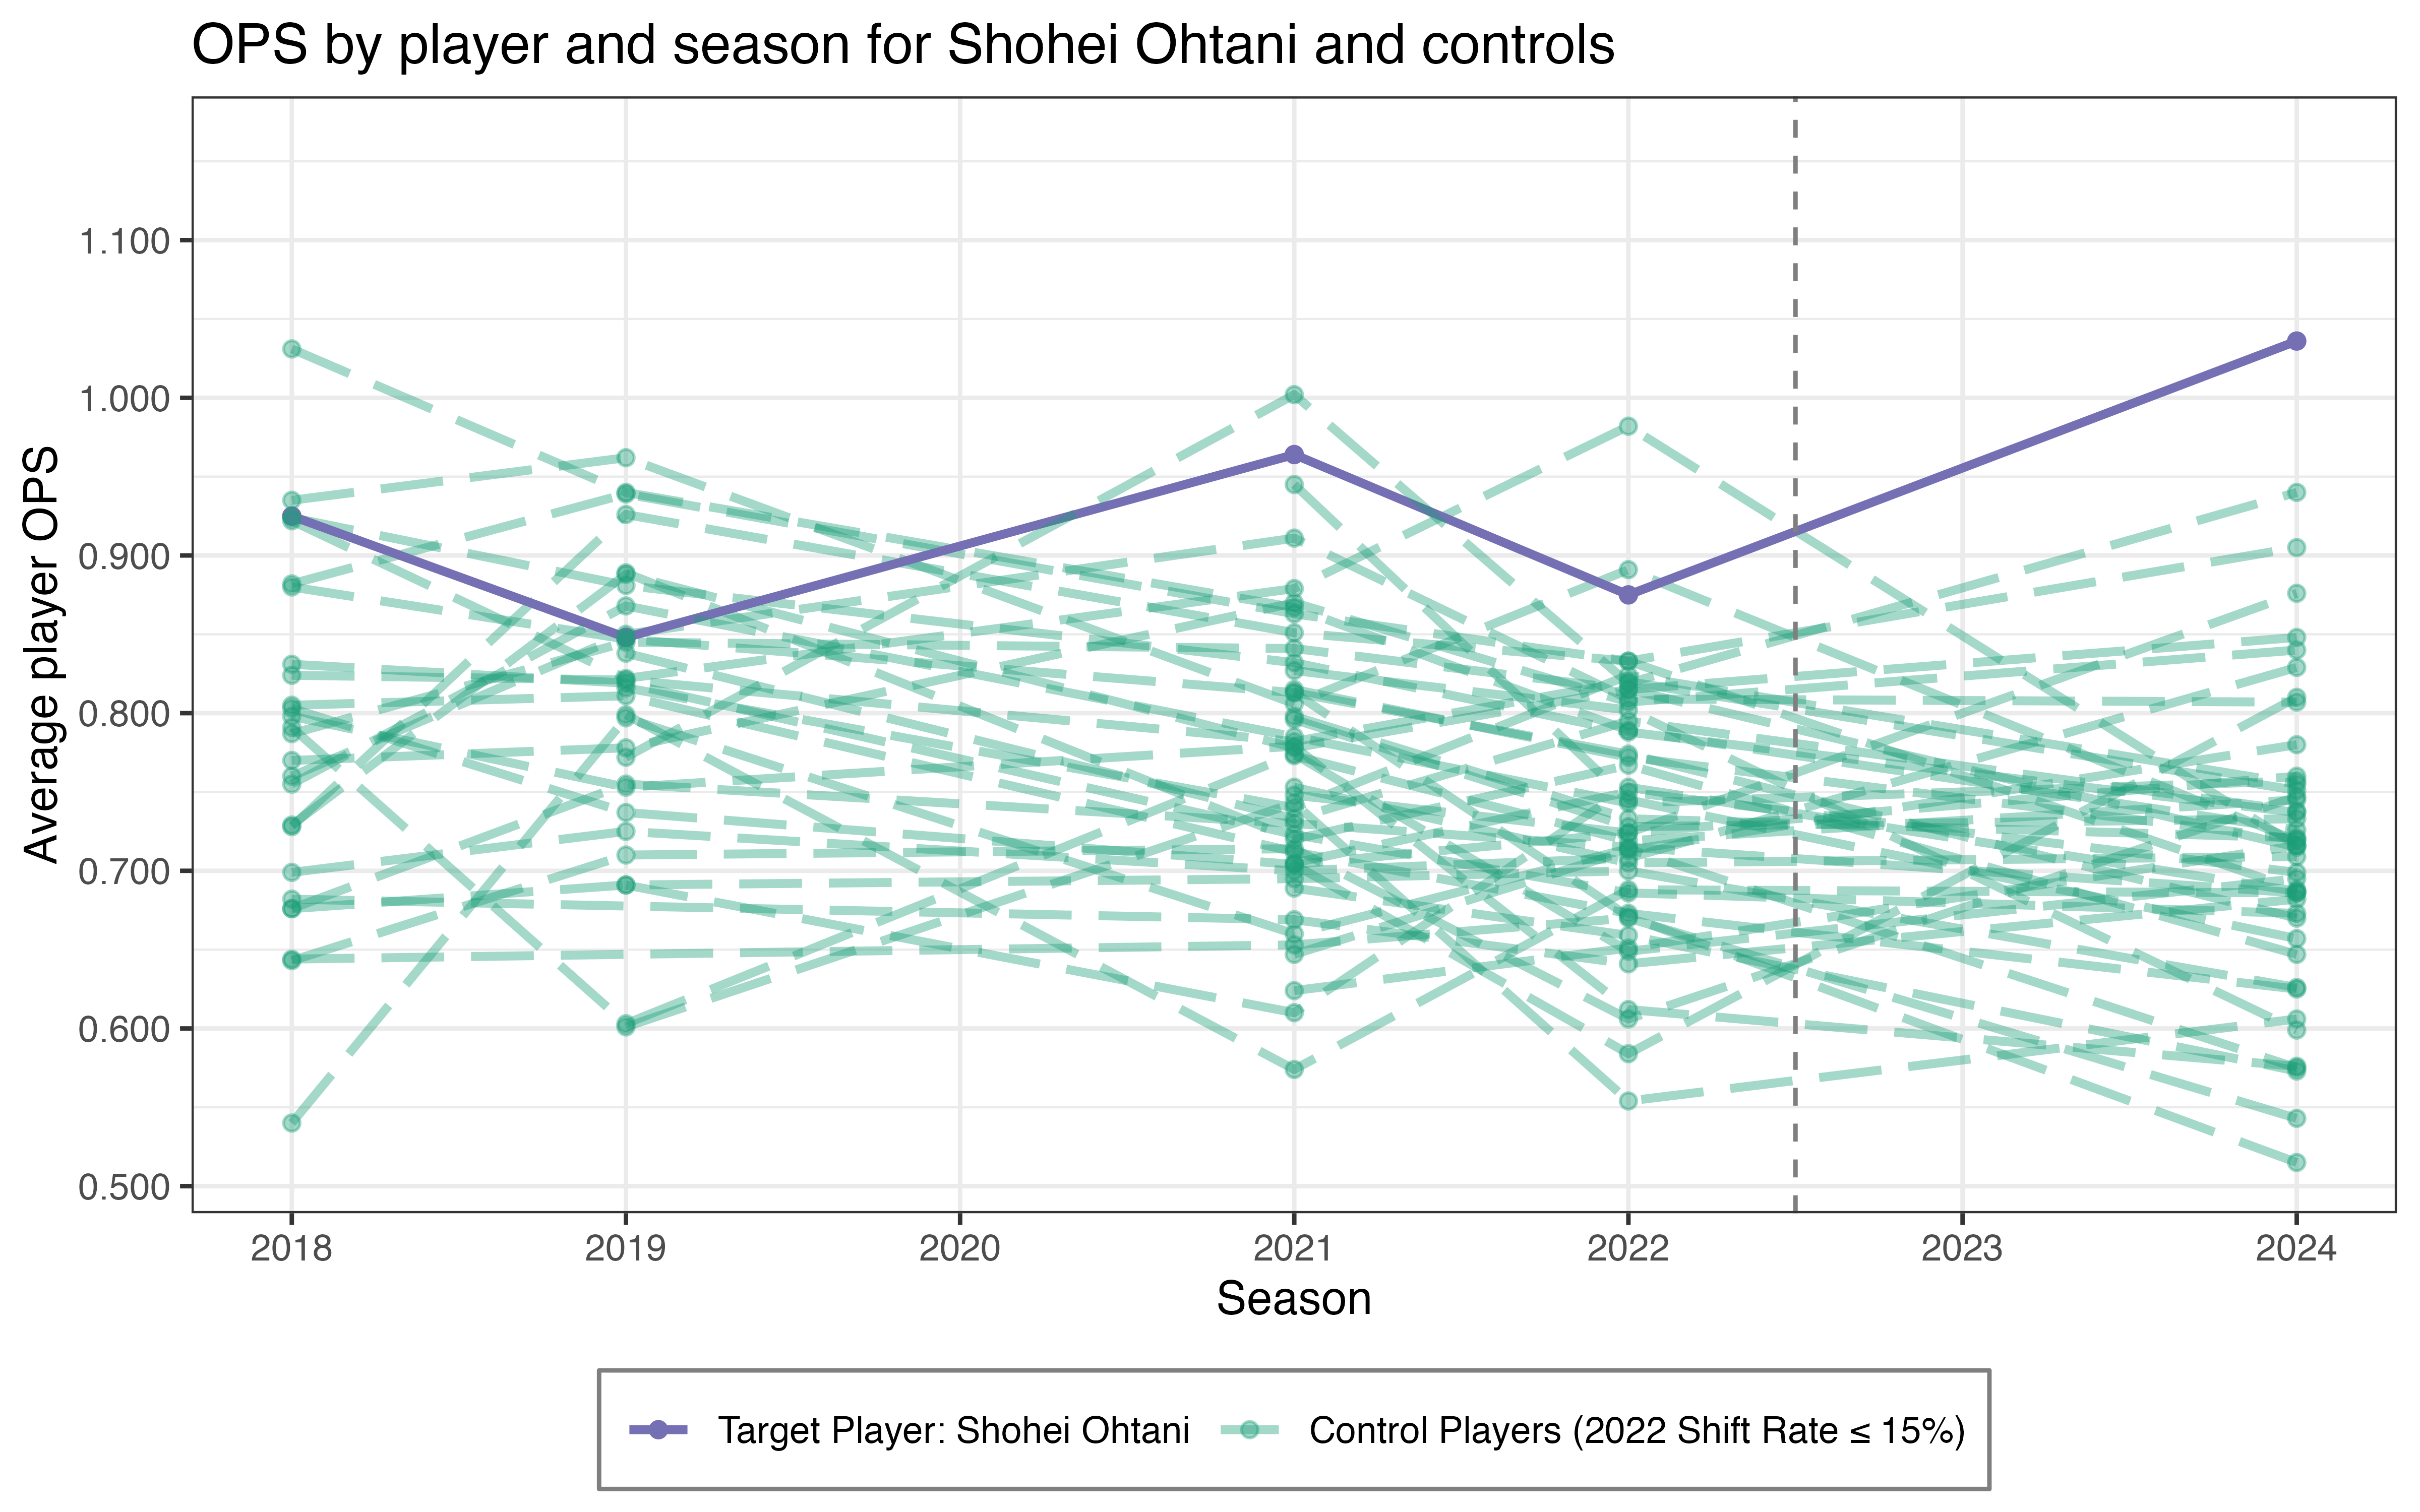 OPS by player and season for Shohei Ohtani and controls
Average player OPS
1.100
1.000
0.900
0.800
0.700
0.600
0.500
2018 2019 2020 2021 2022 2023 2024
Season
Target Player: Shohei Ohtani Control Players (2022 Shift Rate ≤ 15%)